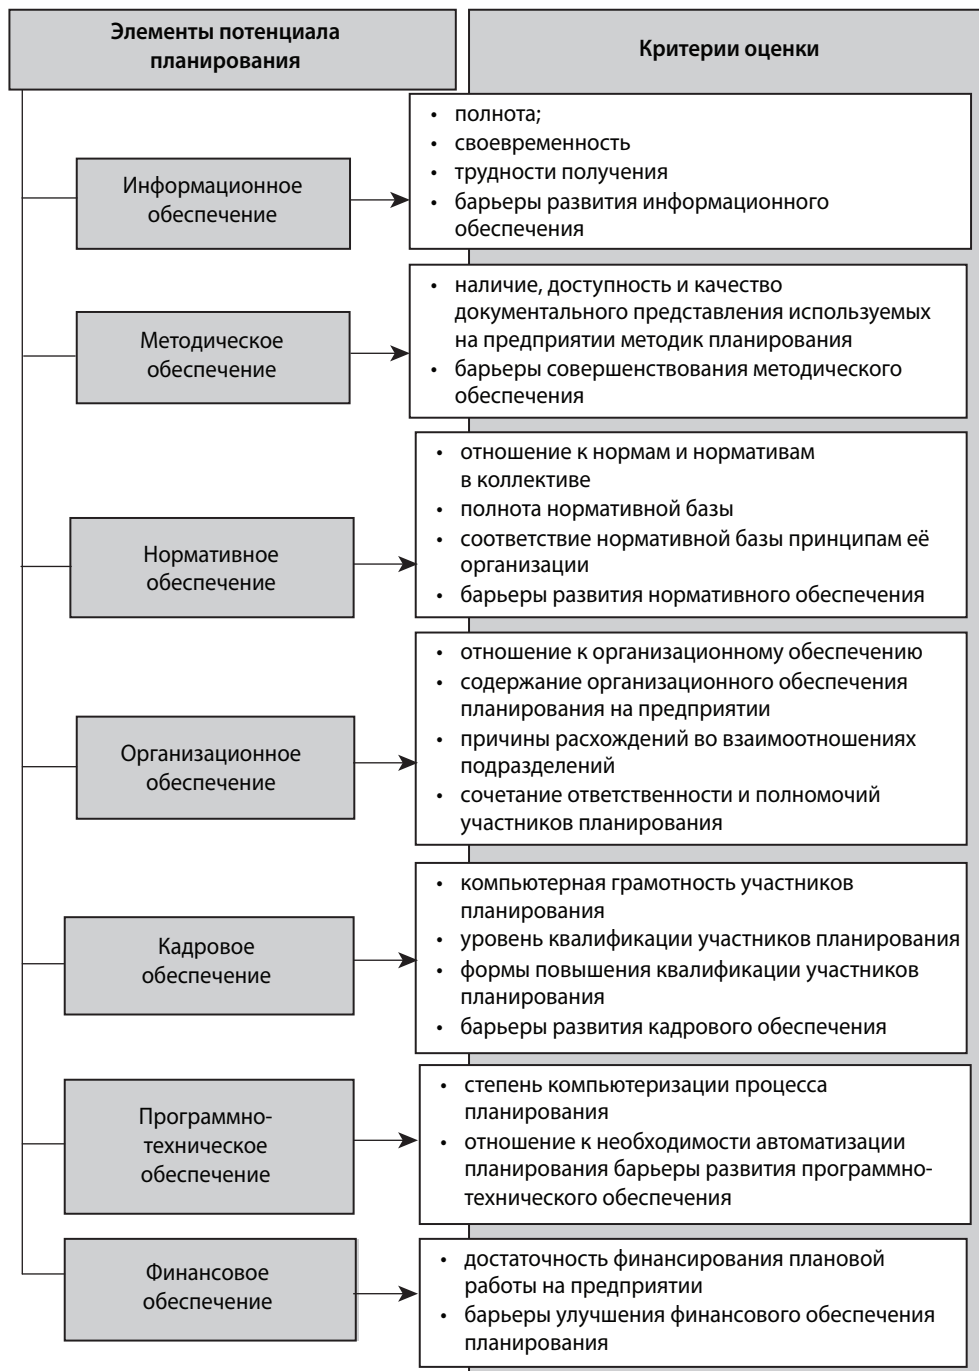 Элементы потенциала
планирования
Критерии оценки
Информационное
обеспечение
• полнота;
• своевременность
• трудности получения
• барьеры развития информационного
обеспечения
Методическое
обеспечение
• наличие, доступность и качество
документального представления используемых
на предприятии методик планирования
• барьеры совершенствования методического
обеспечения
Нормативное
обеспечение
• отношение к нормам и нормативам
в коллективе
• полнота нормативной базы
• соответствие нормативной базы принципам её
организации
• барьеры развития нормативного обеспечения
Организационное
обеспечение
• отношение к организационному обеспечению
• содержание организационного обеспечения
планирования на предприятии
• причины расхождений во взаимоотношениях
подразделений
• сочетание ответственности и полномочий
участников планирования
Кадровое
обеспечение
• компьютерная грамотность участников
планирования
• уровень квалификации участников планирования
• формы повышения квалификации участников
планирования
• барьеры развития кадрового обеспечения
Программно-
техническое
обеспечение
• степень компьютеризации процесса
планирования
• отношение к необходимости автоматизации
планирования барьеры развития программно-
технического обеспечения
Финансовое
обеспечение
• достаточность финансирования плановой
работы на предприятии
• барьеры улучшения финансового обеспечения
планирования